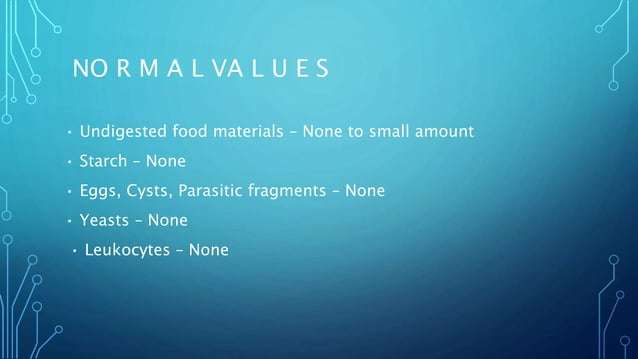 NO R M A L VA L U E S
• Undigested food materials – None to small amount
• Starch – None
• Eggs, Cysts, Parasitic fragments – None
• Yeasts – None
• Leukocytes – None